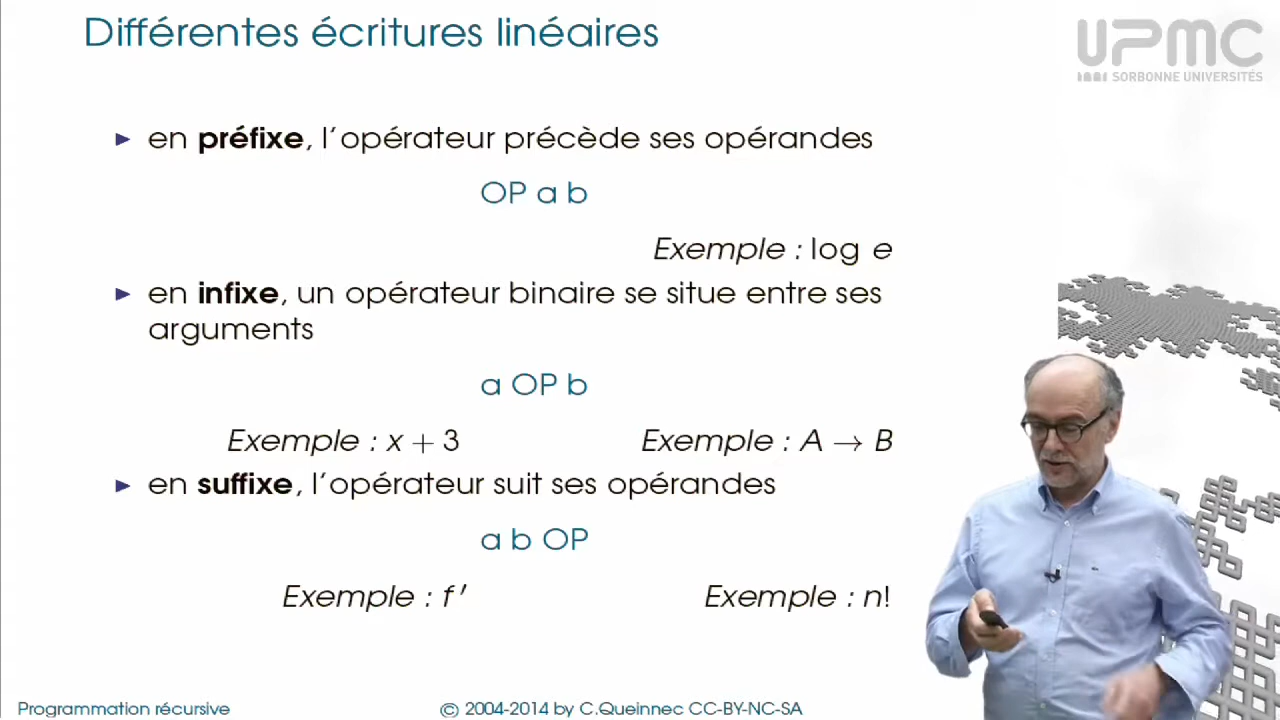 Différentes écritures linéaires
UPMC
SORBONNE UNIVERSITÉS
▶ en préfixe, l'opérateur précède ses opérandes
OP a b
Exemple : log e
▶ en infixe, un opérateur binaire se situe entre ses
arguments
a OP b
Exemple : x + 3 Exemple : A → B
▶ en suffixe, l'opérateur suit ses opérandes
a b OP
Exemple : f ′ Exemple : n!
Programmation récursive © 2004-2014 by C.Queinnec CC-BY-NC-SA